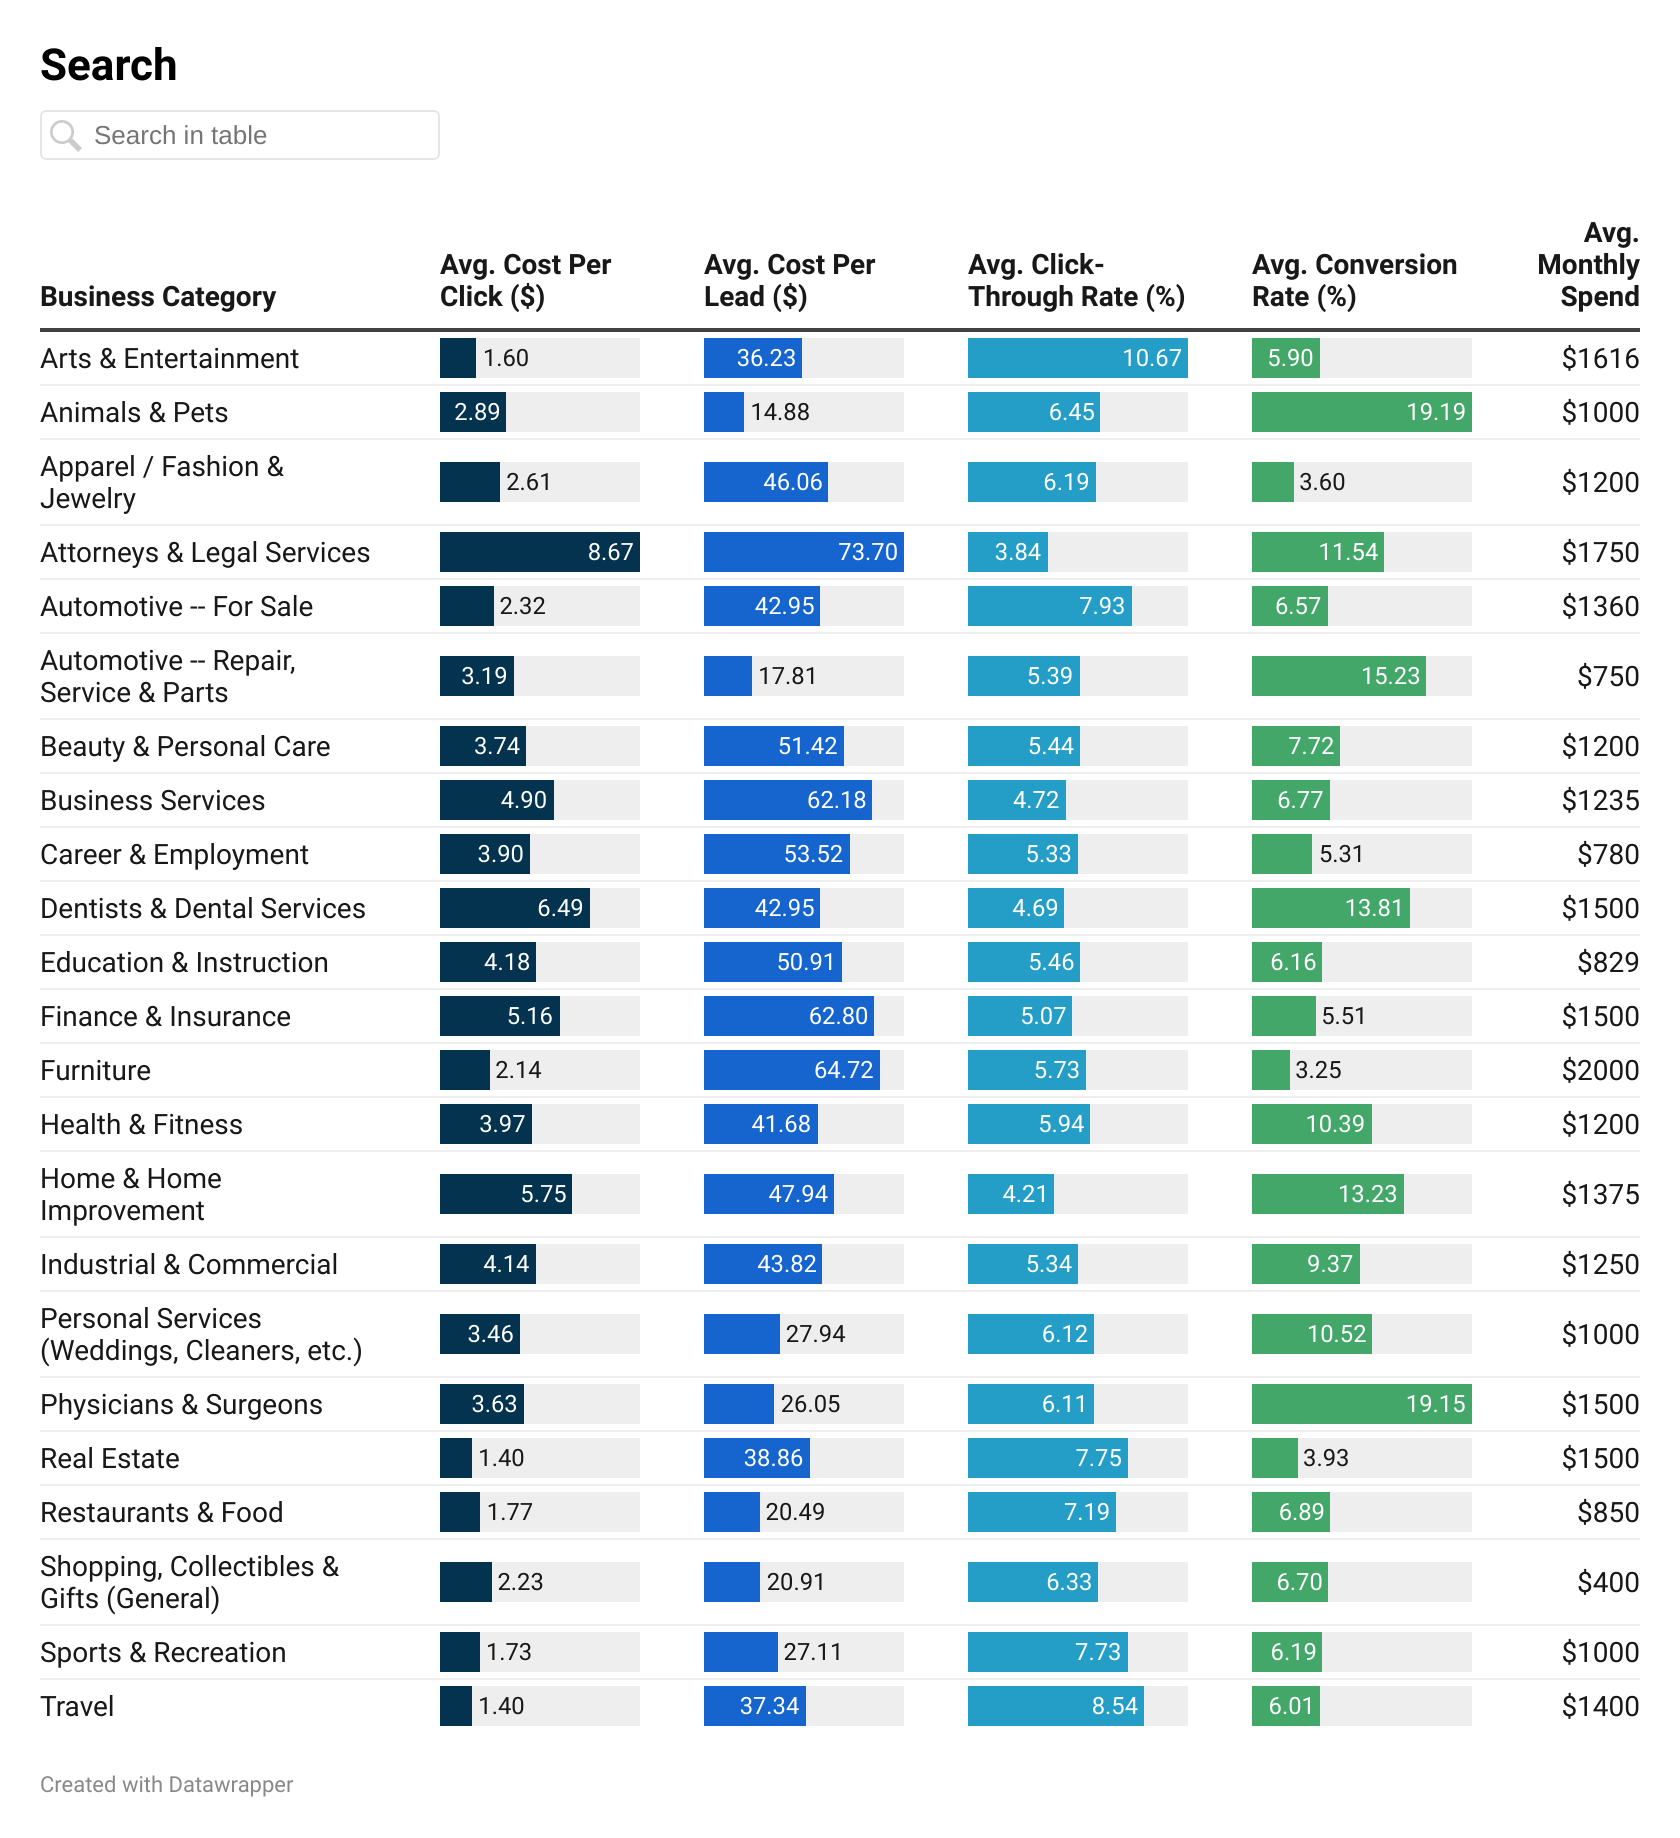 Search
Search in table
Avg.
Avg. Cost Per Avg. Cost Per Avg. Click- Avg. Conversion Monthly
Business Category Click ($) Lead ($) Through Rate (%) Rate (%) Spend
Arts & Entertainment 1.60 36.23 10.67 5.90 $1616
Animals & Pets 2.89 14.88 6.45 19.19 $1000
Apparel / Fashion &
Jewelry 2.61 46.06 6.19 3.60 $1200
Attorneys & Legal Services 8.67 73.70 3.84 11.54 $1750
Automotive -- For Sale 2.32 42.95 7.93 6.57 $1360
Automotive -- Repair,
Service & Parts 3.19 17.81 5.39 15.23 $750
Beauty & Personal Care 3.74 51.42 5.44 7.72 $1200
Business Services 4.90 62.18 4.72 6.77 $1235
Career & Employment 3.90 53.52 5.33 5.31 $780
Dentists & Dental Services 6.49 42.95 4.69 13.81 $1500
Education & Instruction 4.18 50.91 5.46 6.16 $829
Finance & Insurance 5.16 62.80 5.07 5.51 $1500
Furniture 2.14 64.72 5.73 3.25 $2000
Health & Fitness 3.97 41.68 5.94 10.39 $1200
Home & Home
Improvement 5.75 47.94 4.21 13.23 $1375
Industrial & Commercial 4.14 43.82 5.34 9.37 $1250
Personal Services
(Weddings, Cleaners, etc.) 3.46 27.94 6.12 10.52 $1000
Physicians & Surgeons 3.63 26.05 6.11 19.15 $1500
Real Estate 1.40 38.86 7.75 3.93 $1500
Restaurants & Food 1.77 20.49 7.19 6.89 $850
Shopping, Collectibles &
Gifts (General) 2.23 20.91 6.33 6.70 $400
Sports & Recreation 1.73 27.11 7.73 6.19 $1000
Travel 1.40 37.34 8.54 6.01 $1400
Created with Datawrapper